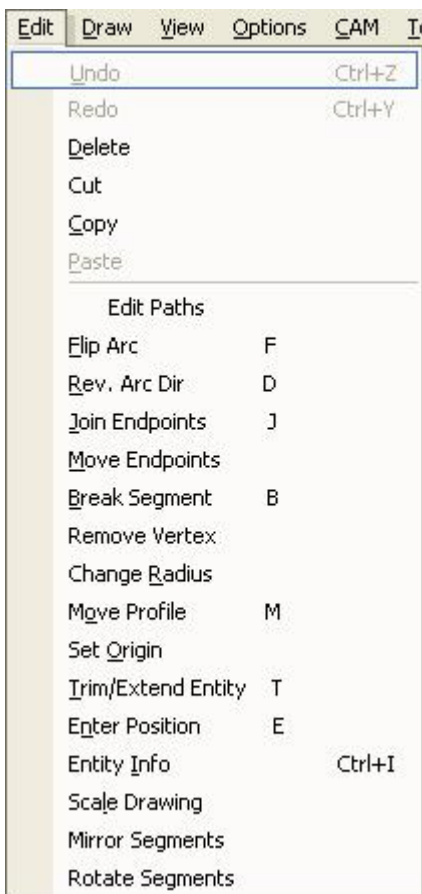 Edit Draw View Options CAM
Undo Ctrl+Z
Redo Ctrl+Y
Delete
Cut
Copy
Paste
Edit Paths
Flip Arc F
Rev. Arc Dir D
Join Endpoints J
Move Endpoints
Break Segment B
Remove Vertex
Change Radius
Move Profile M
Set Origin
Trim/Extend Entity T
Enter Position E
Entity Info Ctrl+I
Scale Drawing
Mirror Segments
Rotate Segments